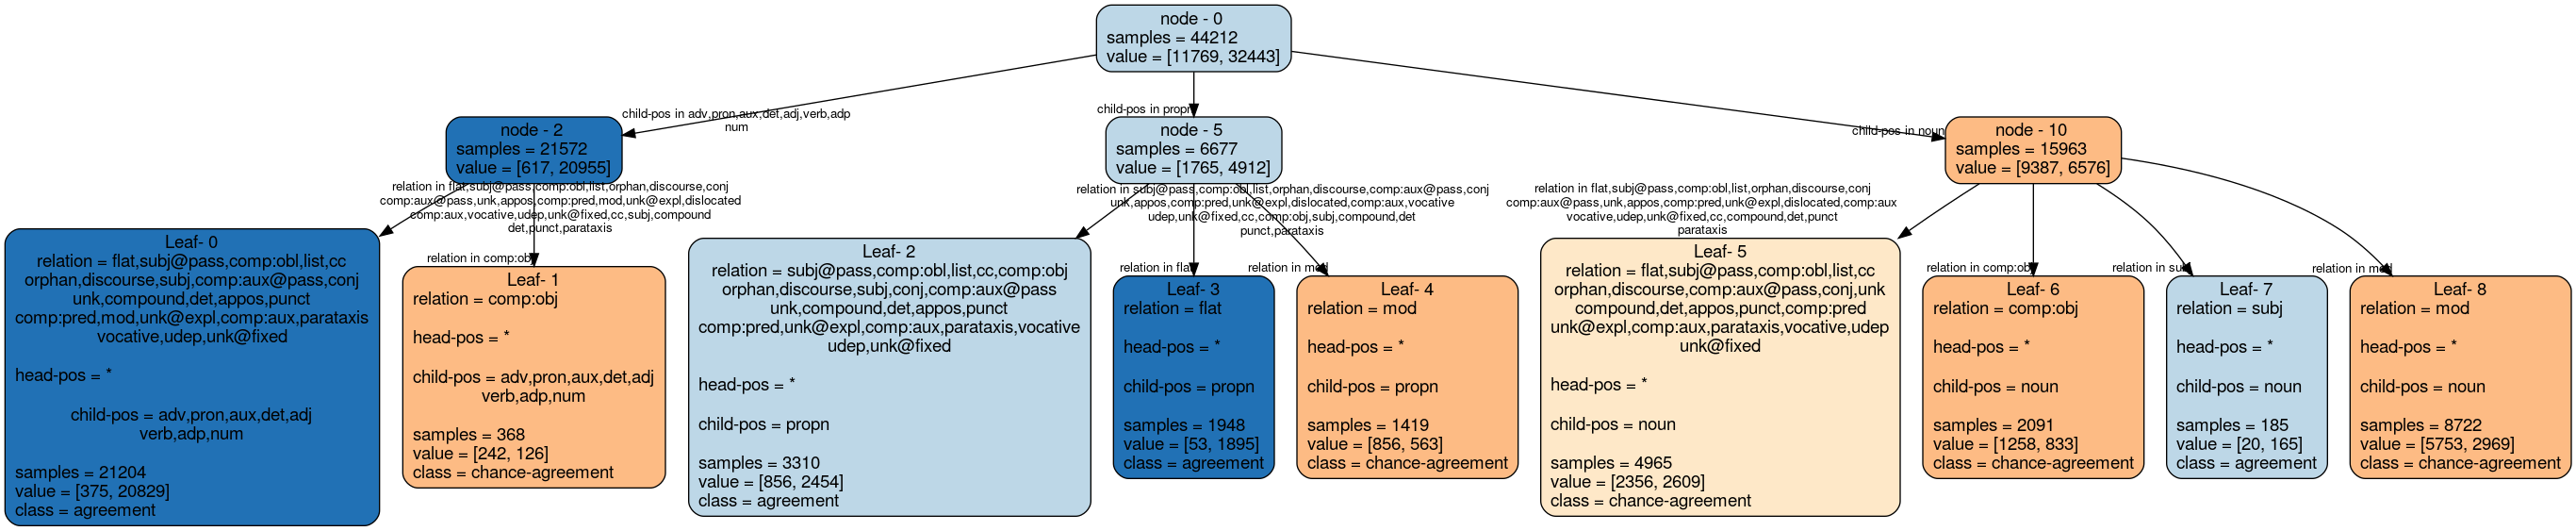 node - 0
samples = 44212
value = [11769, 32443]
child-pos in adv,pron,aux,det,adj,verb,adp
num
child-pos in propn
child-pos in noun
node - 2
samples = 21572
value = [617, 20955]
node - 5
samples = 6677
value = [1765, 4912]
node - 10
samples = 15963
value = [9387, 6576]
relation in flat,subj@pass,comp:obl,list,orphan,discourse,conj
comp:aux@pass,unk,appos,comp:pred,mod,unk@expl,dislocated
comp:aux,vocative,udep,unk@fixed,cc,subj,compound
det,punct,parataxis
relation in comp:obj
relation in subj@pass,comp:obl,list,orphan,discourse,comp:aux@pass,conj
unk,appos,comp:pred,unk@expl,dislocated,comp:aux,vocative
udep,unk@fixed,cc,comp:obj,subj,compound,det
punct,parataxis
relation in flat
relation in mod
relation in flat,subj@pass,comp:obl,list,orphan,discourse,conj
comp:aux@pass,unk,appos,comp:pred,unk@expl,dislocated,comp:aux
vocative,udep,unk@fixed,cc,compound,det,punct
parataxis
relation in comp:obj
relation in subj
relation in mod
Leaf- 0
relation = flat,subj@pass,comp:obl,list,cc
orphan,discourse,subj,comp:aux@pass,conj
unk,compound,det,appos,punct
comp:pred,mod,unk@expl,comp:aux,parataxis
vocative,udep,unk@fixed
head-pos = *
child-pos = adv,pron,aux,det,adj
verb,adp,num
samples = 21204
value = [375, 20829]
class = agreement
Leaf- 1
relation = comp:obj
head-pos = *
child-pos = adv,pron,aux,det,adj
verb,adp,num
samples = 368
value = [242, 126]
class = chance-agreement
Leaf- 2
relation = subj@pass,comp:obl,list,cc,comp:obj
orphan,discourse,subj,conj,comp:aux@pass
unk,compound,det,appos,punct
comp:pred,unk@expl,comp:aux,parataxis,vocative
udep,unk@fixed
head-pos = *
child-pos = propn
samples = 3310
value = [856, 2454]
class = agreement
Leaf- 3
relation = flat
head-pos = *
child-pos = propn
samples = 1948
value = [53, 1895]
class = agreement
Leaf- 4
relation = mod
head-pos = *
child-pos = propn
samples = 1419
value = [856, 563]
class = chance-agreement
Leaf- 5
relation = flat,subj@pass,comp:obl,list,cc
orphan,discourse,comp:aux@pass,conj,unk
compound,det,appos,punct,comp:pred
unk@expl,comp:aux,parataxis,vocative,udep
unk@fixed
head-pos = *
child-pos = noun
samples = 4965
value = [2356, 2609]
class = chance-agreement
Leaf- 6
relation = comp:obj
head-pos = *
child-pos = noun
samples = 2091
value = [1258, 833]
class = chance-agreement
Leaf- 7
relation = subj
head-pos = *
child-pos = noun
samples = 185
value = [20, 165]
class = agreement
Leaf- 8
relation = mod
head-pos = *
child-pos = noun
samples = 8722
value = [5753, 2969]
class = chance-agreement